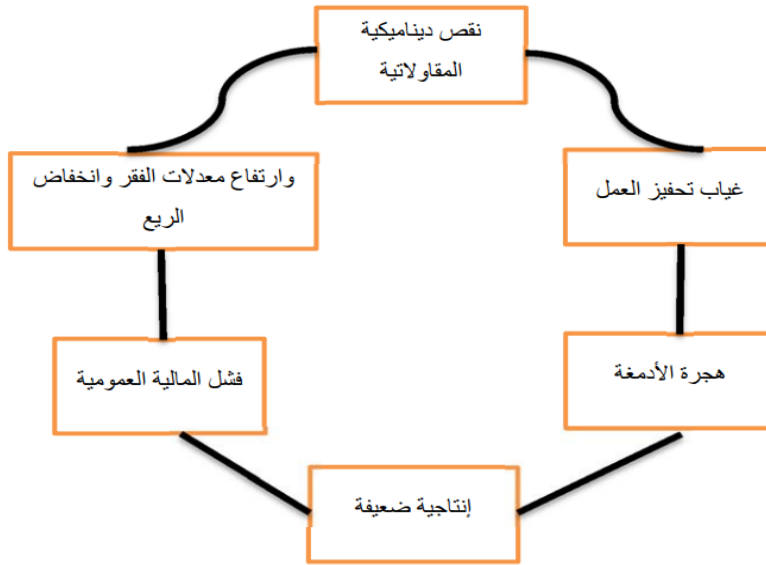 نقص ديناميكية
المقاولاتية
غياب تحفيز العمل
وارتفاع معدلات الفقر وانخفاض
الريع
هجرة الأدمغة
فشل المالية العمومية
إنتاجية ضعيفة